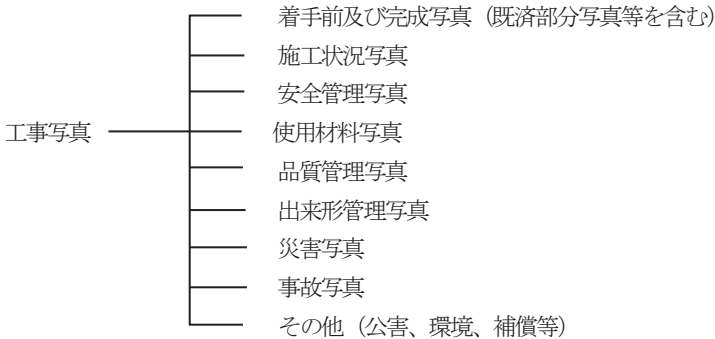 着手前及び完成写真（既済部分写真等を含む）
施工状況写真
安全管理写真
工事写真
使用材料写真
品質管理写真
出来形管理写真
災害写真
事故写真
その他（公害、環境、補償等）